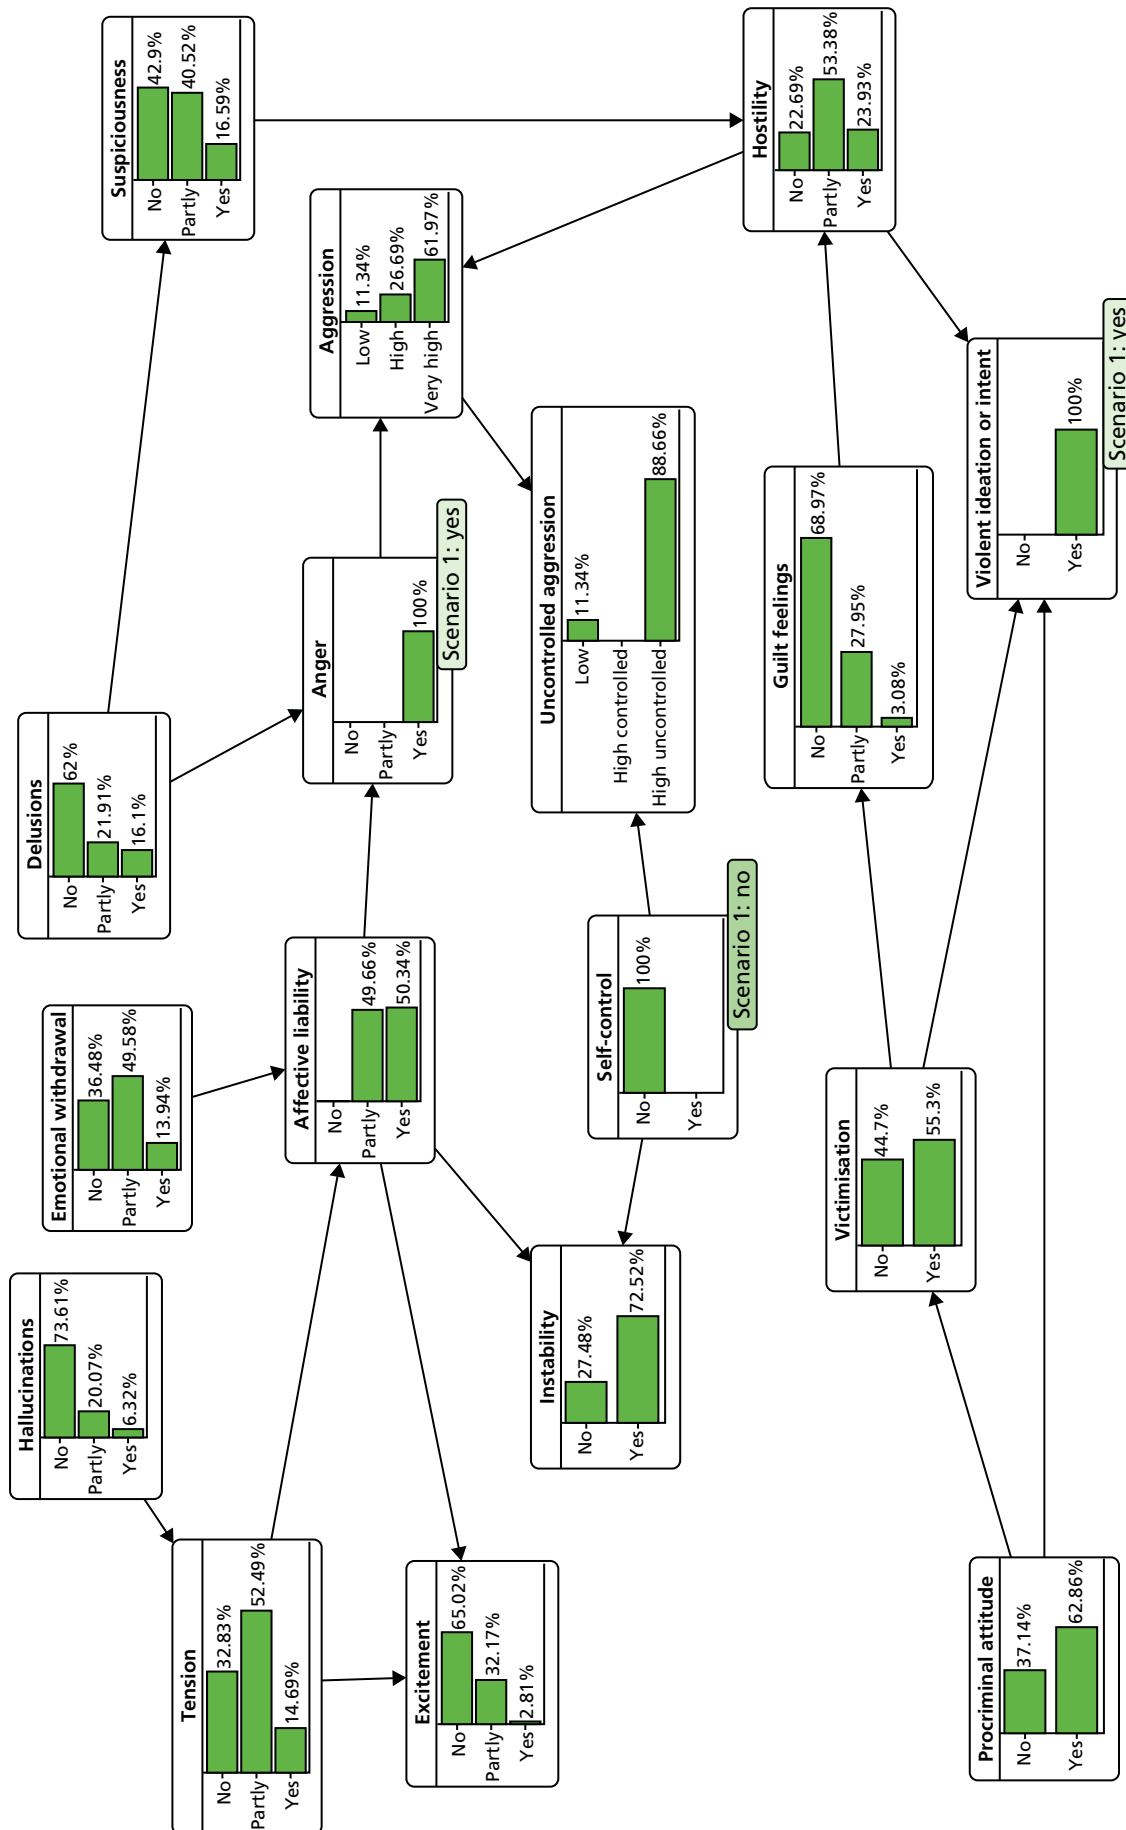 Hallucinations
No 73.61%
Partly 20.07%
Yes 6.32%
Emotional withdrawal
No 36.48%
Partly 49.58%
Yes 13.94%
Delusions
No 62%
Partly 21.91%
Yes 16.1%
Suspiciousness
No 42.9%
Partly 40.52%
Yes 16.59%
Tension
No 32.83%
Partly 52.49%
Yes 14.69%
Affective liability
No
Partly 49.66%
Yes 50.34%
Anger
No
Partly
Yes 100%
Scenario 1: yes
Aggression
Low 11.34%
High 26.69%
Very high 61.97%
Excitement
No 65.02%
Partly 32.17%
Yes 2.81%
Instability
No 27.48%
Yes 72.52%
Self-control
No 100%
Yes
Scenario 1: no
Uncontrolled aggression
Low 11.34%
High controlled
High uncontrolled 88.66%
Hostility
No 22.69%
Partly 53.38%
Yes 23.93%
Victimisation
No 44.7%
Yes 55.3%
Guilt feelings
No 68.97%
Partly 27.95%
Yes 3.08%
Procriminal attitude
No 37.14%
Yes 62.86%
Violent ideation or intent
No
Yes 100%
Scenario 1: yes